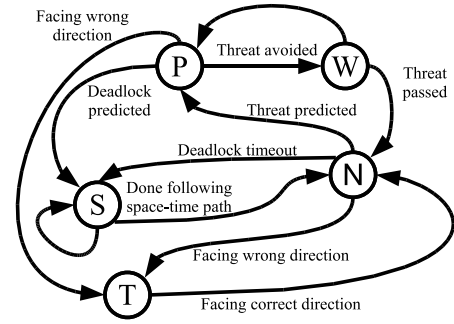 Facing wrong
direction
P
Threat avoided
W
Threat
passed
Deadlock
predicted
Threat predicted
Deadlock timeout
N
S
Done following
space-time path
Facing wrong direction
T
Facing correct direction